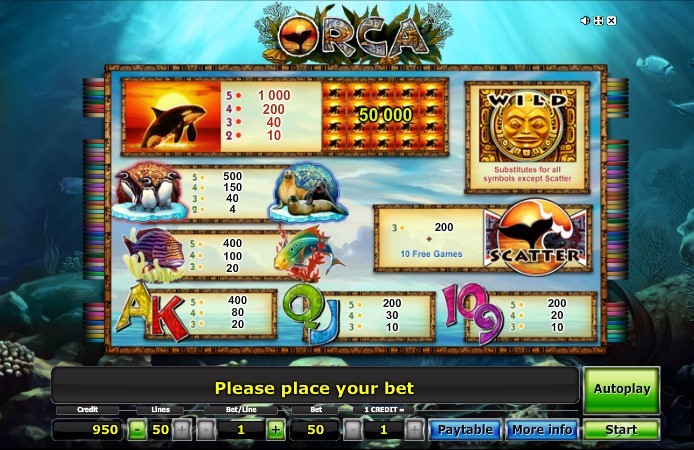 ORCA
5 1 000
4 200
3 40
2 10
50 000
WILD
Substitutes for all
symbols except Scatter
5 500
4 150
3 40
2 4
3 200
+
10 Free Games
SCATTER
5 400
4 100
3 20
A K
5 400
4 80
3 20
Q J
5 200
4 30
3 10
10 9
5 200
4 20
3 10
Please place your bet
Autoplay
Credit Lines Bet/Line Bet 1 CREDIT =
950 - 50 + - 1 + 50 - 1 + Paytable More info Start